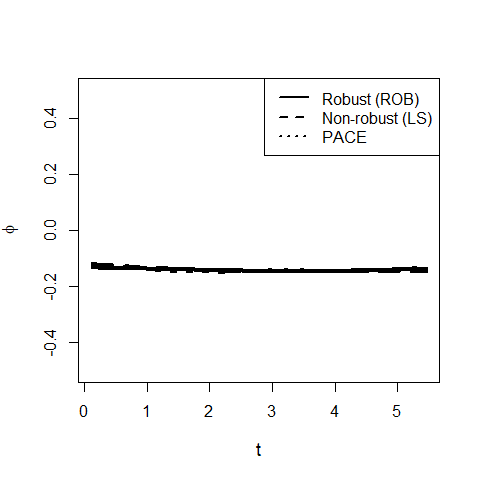 Robust (ROB)
Non-robust (LS)
PACE
0.4
0.2
0.0
-0.2
-0.4
ϕ
0 1 2 3 4 5
t